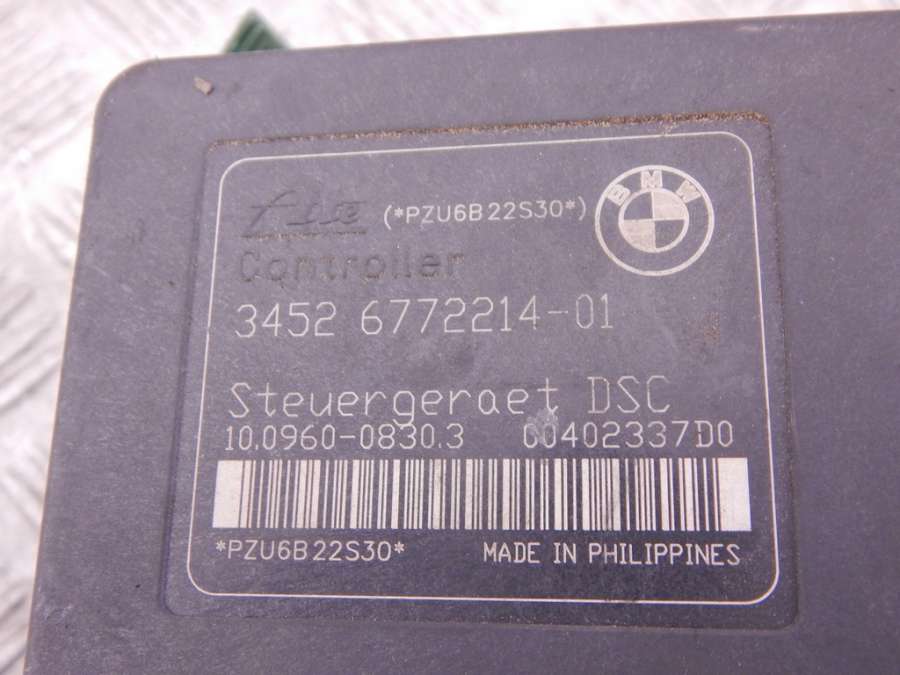 Ate (*PZU6B22S30*) BMW
Controller
3452 6772214-01
Steuergeraet DSC
10.0960-0830.3 00402337D0
*PZU6B22S30* MADE IN PHILIPPINES